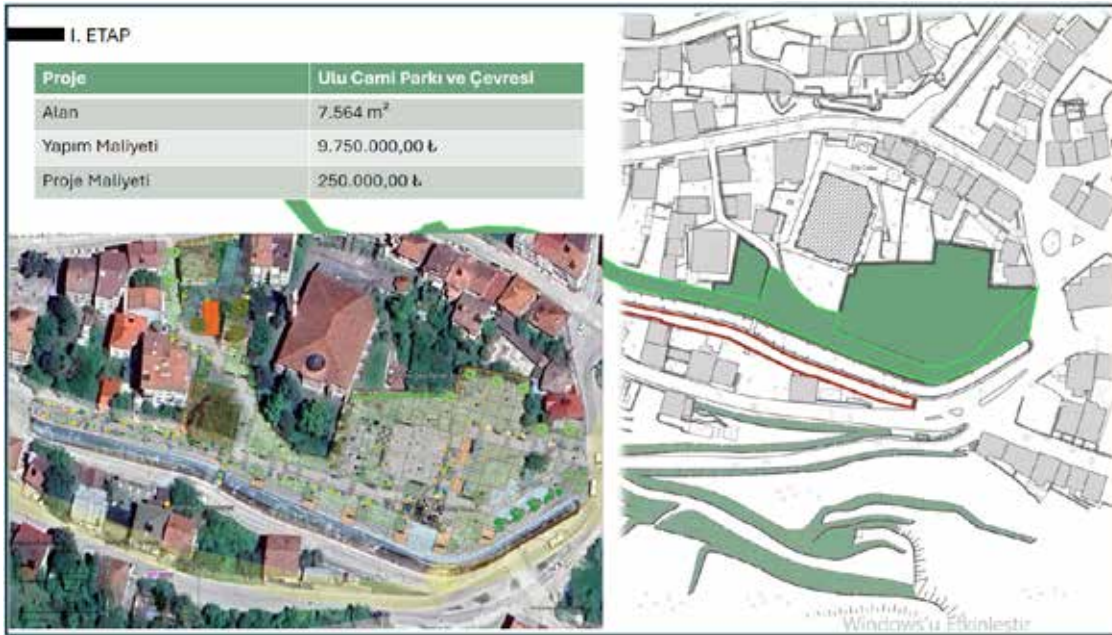 I. ETAP
Proje Ulu Cami Parkı ve Çevresi
Alan 7.564 m²
Yapım Maliyeti 9.750.000,00 ₺
Proje Maliyeti 250.000,00 ₺
Windows'u Etkinleştir